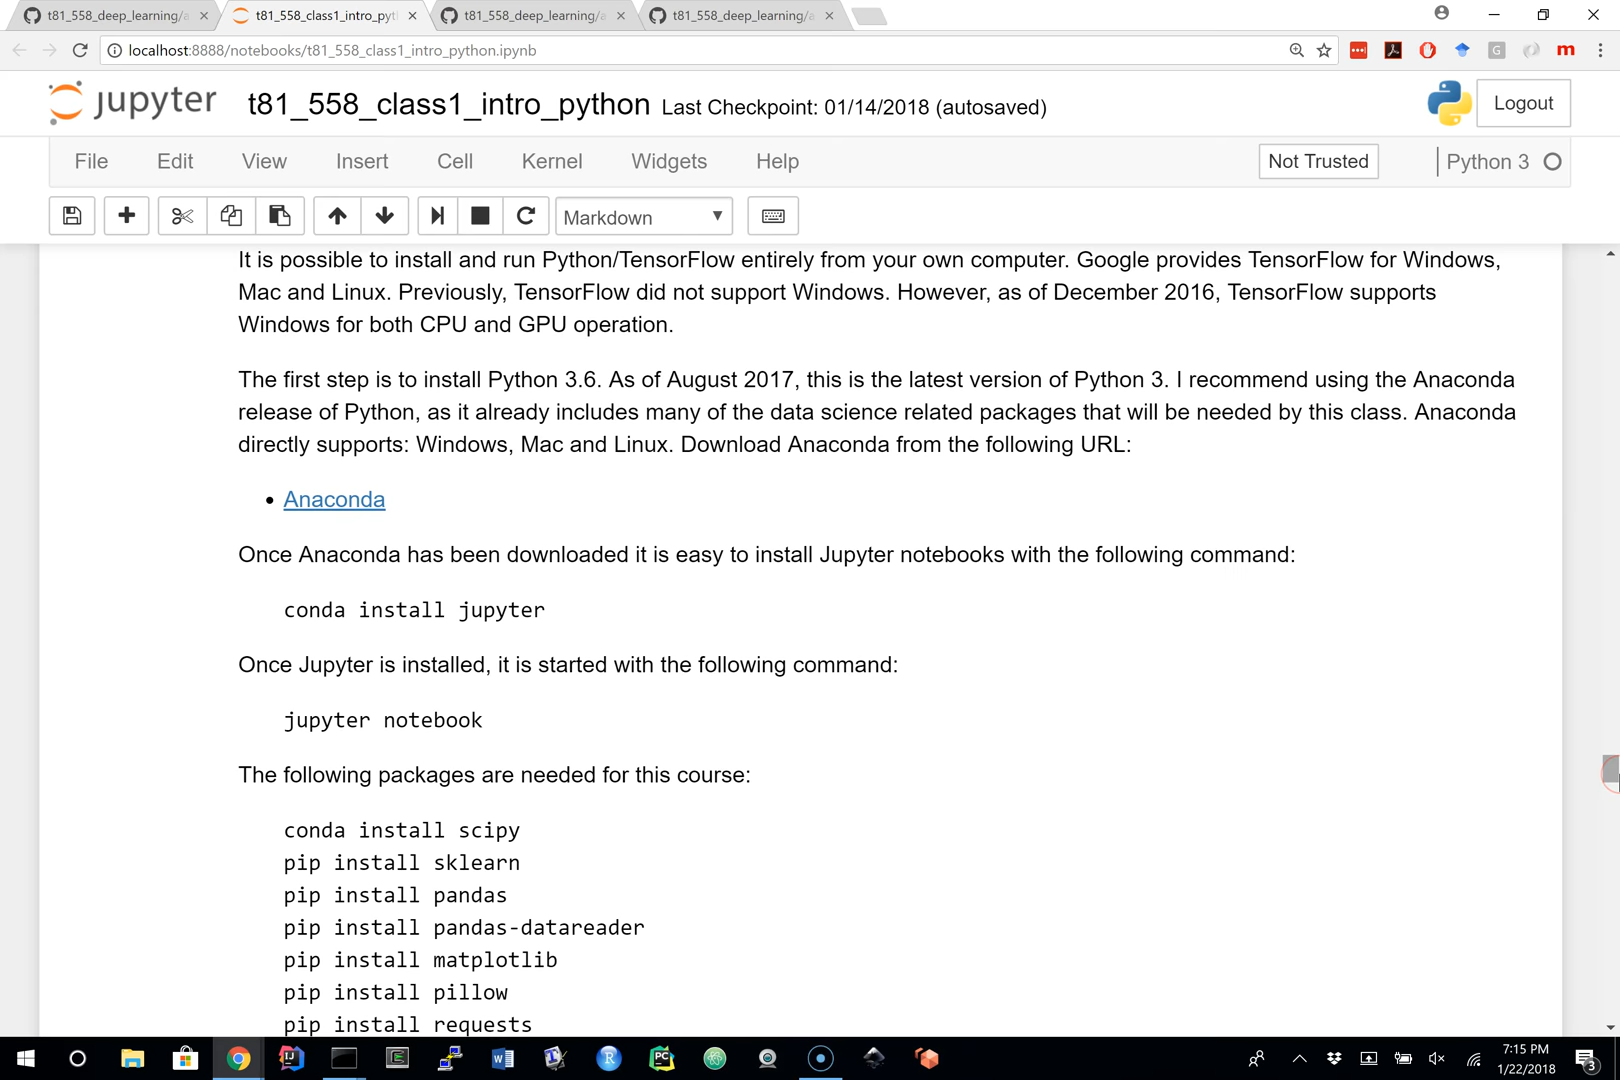 t81_558_deep_learning/a
t81_558_class1_intro_pyt
t81_558_deep_learning/a
t81_558_deep_learning/a
localhost:8888/notebooks/t81_558_class1_intro_python.ipynb
G
m
jupyter t81_558_class1_intro_python Last Checkpoint: 01/14/2018 (autosaved)
Logout
File Edit View Insert Cell Kernel Widgets Help
Not Trusted
Python 3
Markdown
It is possible to install and run Python/TensorFlow entirely from your own computer. Google provides TensorFlow for Windows,
Mac and Linux. Previously, TensorFlow did not support Windows. However, as of December 2016, TensorFlow supports
Windows for both CPU and GPU operation.
The first step is to install Python 3.6. As of August 2017, this is the latest version of Python 3. I recommend using the Anaconda
release of Python, as it already includes many of the data science related packages that will be needed by this class. Anaconda
directly supports: Windows, Mac and Linux. Download Anaconda from the following URL:
Anaconda
Once Anaconda has been downloaded it is easy to install Jupyter notebooks with the following command:
conda install jupyter
Once Jupyter is installed, it is started with the following command:
jupyter notebook
The following packages are needed for this course:
conda install scipy
pip install sklearn
pip install pandas
pip install pandas-datareader
pip install matplotlib
pip install pillow
pip install requests
IJ
W
R
PC
7:15 PM
1/22/2018
3